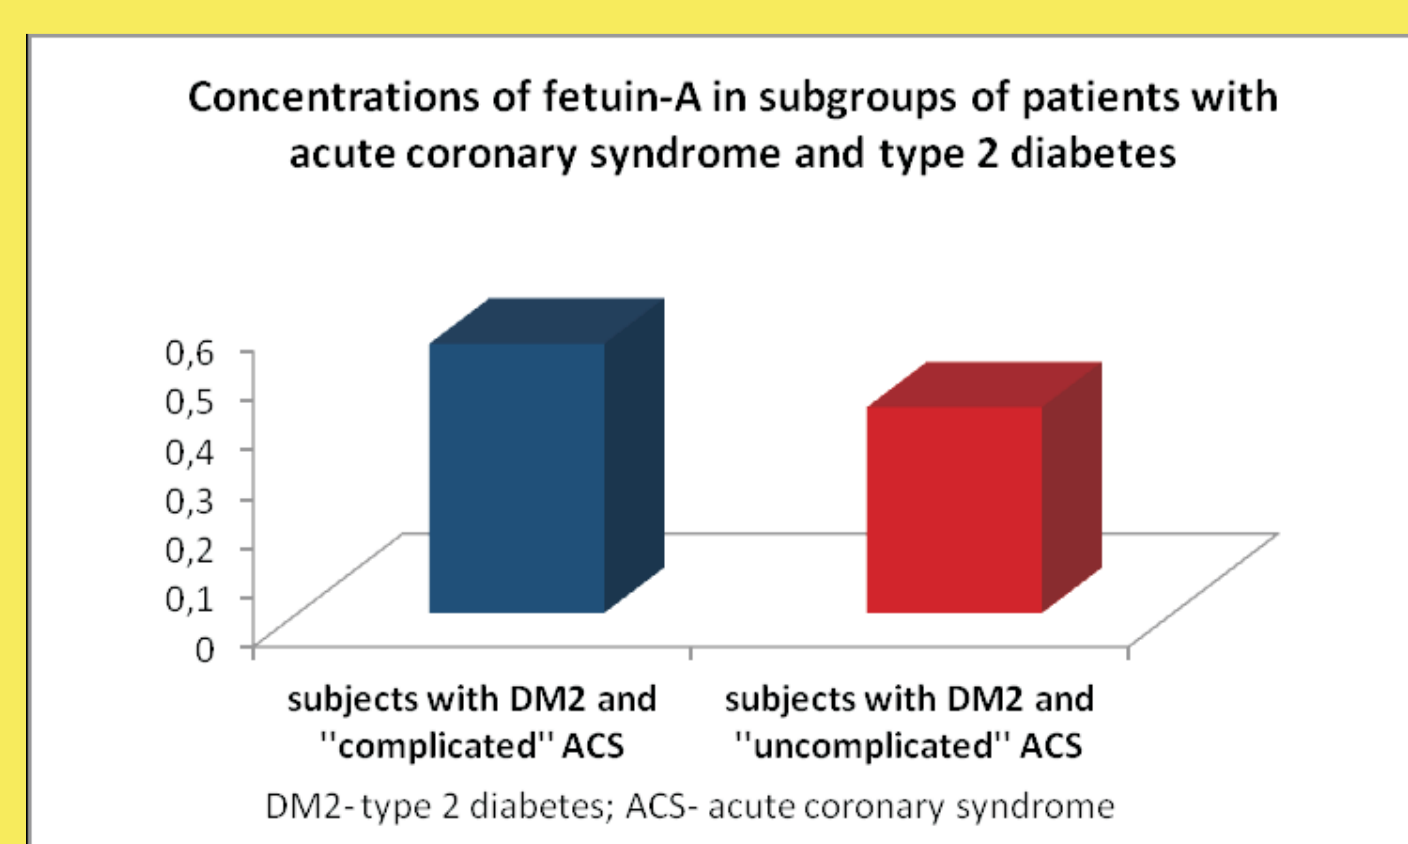 Concentrations of fetuin-A in subgroups of patients with
acute coronary syndrome and type 2 diabetes
0,6
0,5
0,4
0,3
0,2
0,1
0
subjects with DM2 and
"complicated" ACS
subjects with DM2 and
"uncomplicated" ACS
DM2- type 2 diabetes; ACS- acute coronary syndrome